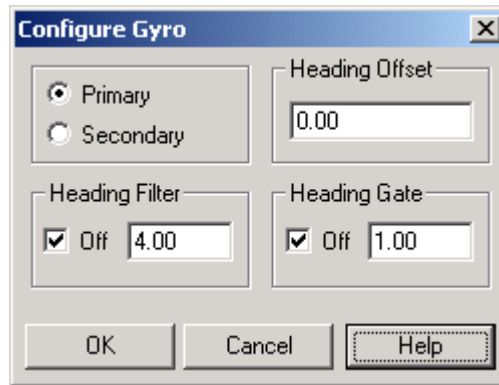 Configure Gyro
Primary
Secondary
Heading Offset
0.00
Heading Filter
Off 4.00
Heading Gate
Off 1.00
OK Cancel Help